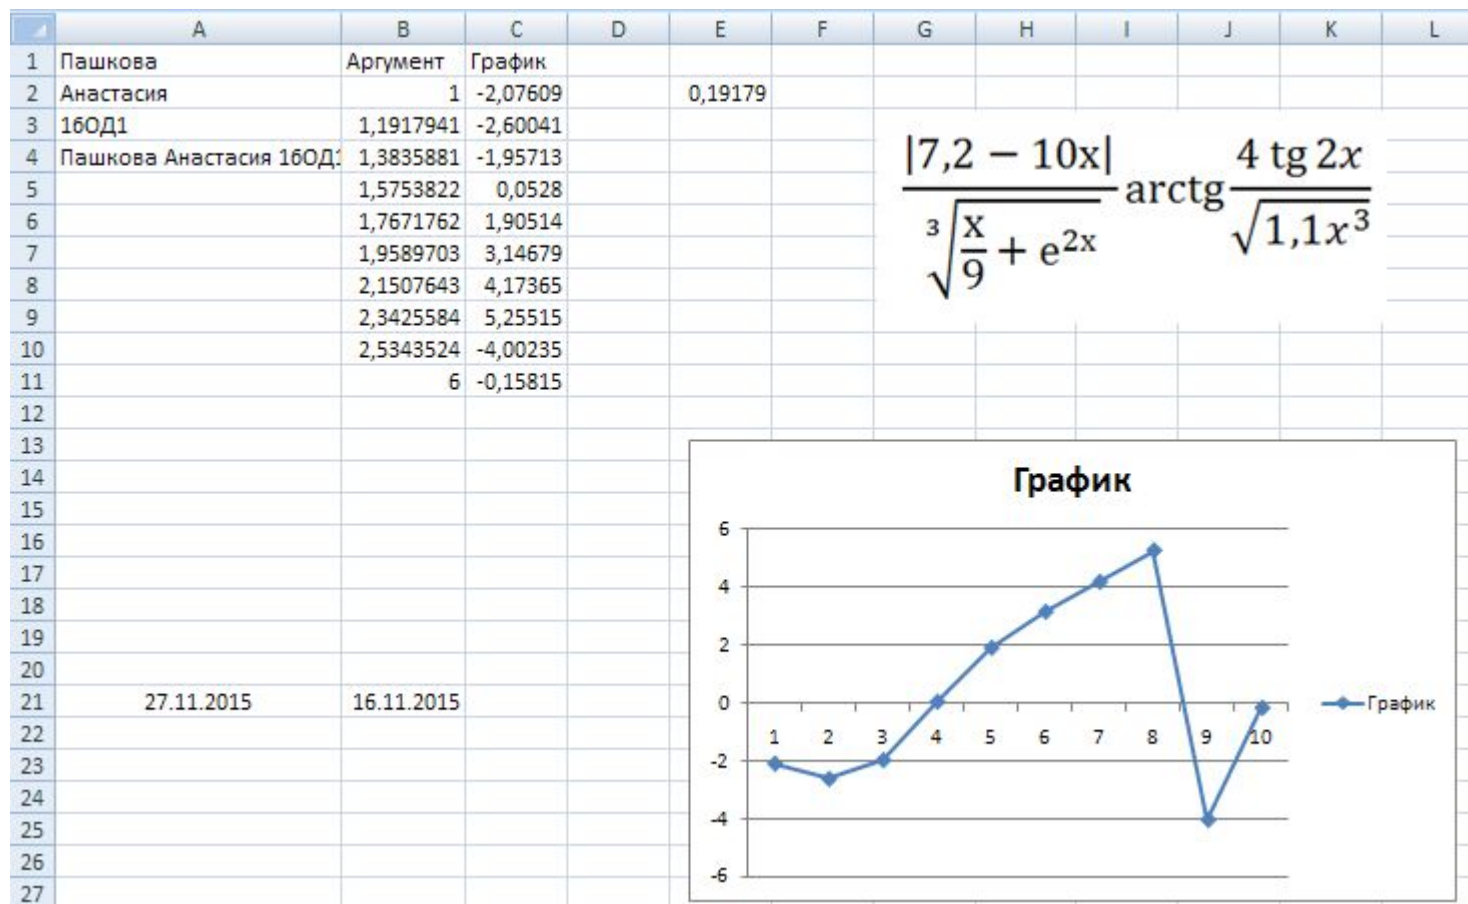 A B C D E F G H I J K L
1 Пашкова Аргумент График
2 Анастасия 1 -2,07609 0,19179
3 16ОД1 1,1917941 -2,60041
4 Пашкова Анастасия 16ОД1 1,3835881 -1,95713
5 1,5753822 0,0528
6 1,7671762 1,90514
7 1,9589703 3,14679
8 2,1507643 4,17365
9 2,3425584 5,25515
10 2,5343524 -4,00235
11 6 -0,15815
12
13
14
15
16
17
18
19
20
21 27.11.2015 16.11.2015
22
23
24
25
26
27
|7,2 − 10x| 4 tg 2x
arctg
3 x √1,1x³
+ e²ˣ
9
График
6
4
2
0
-2
-4
-6
1 2 3 4 5 6 7 8 9 10
График